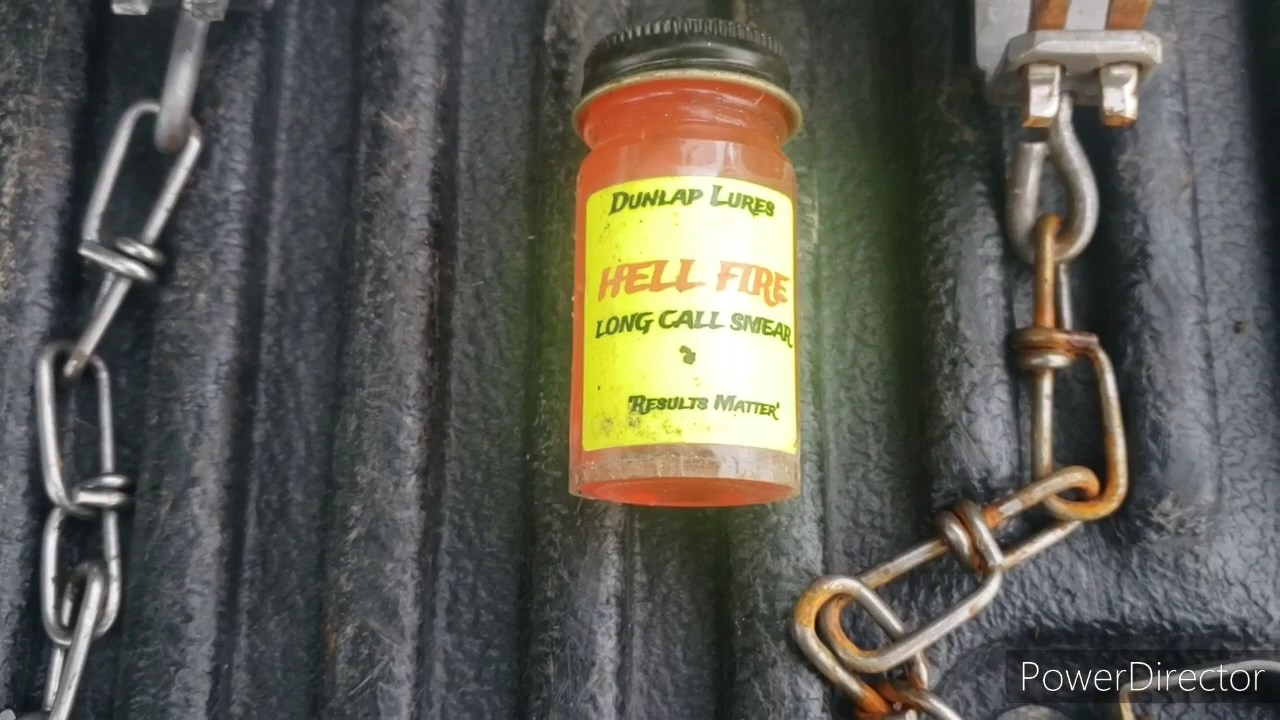 Dunlap Lures
HELL FIRE
LONG CALL SMEAR
"Results Matter"
PowerDirector